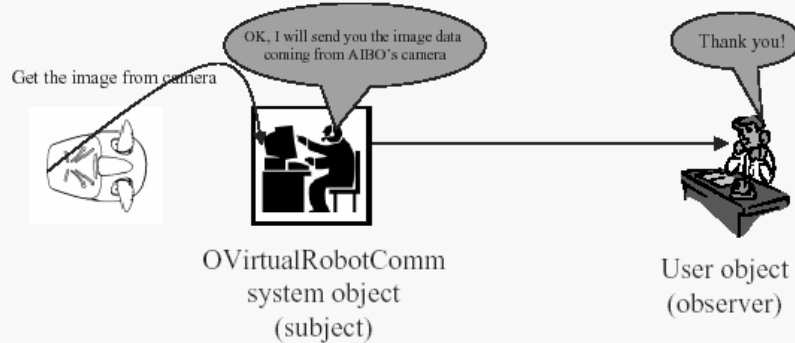 OK, I will send you the image data
coming from AIBO's camera
Thank you!
Get the image from camera
OVirtualRobotComm
system object
(subject)
User object
(observer)